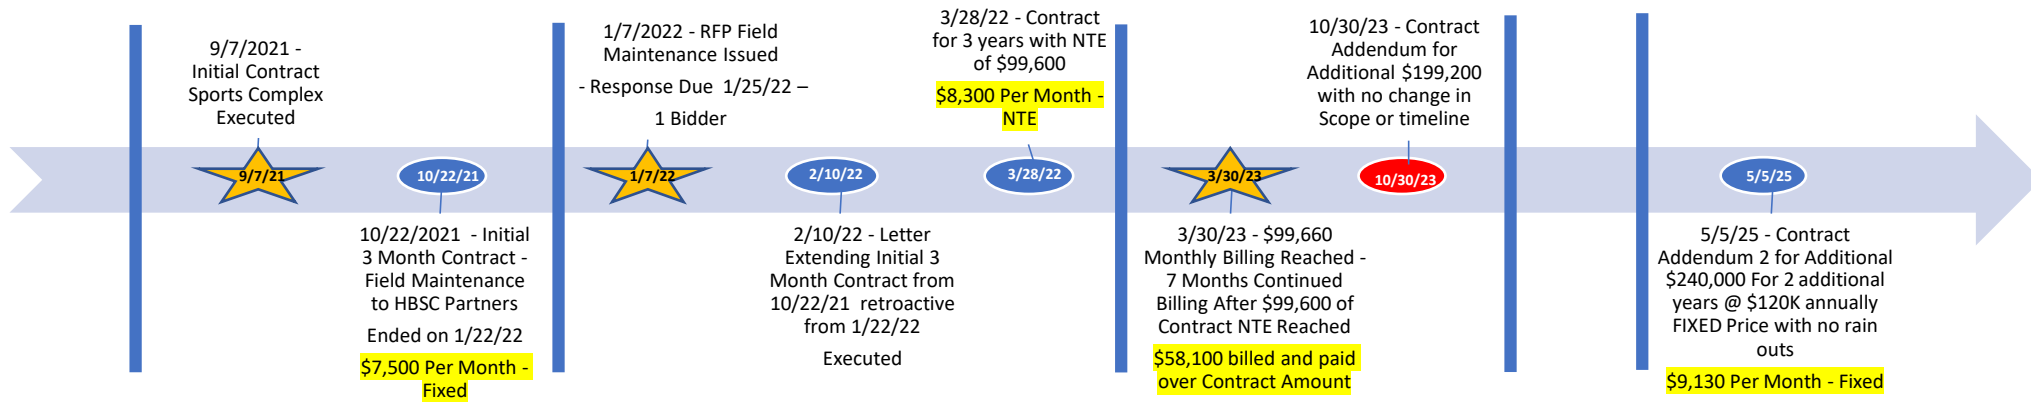 9/7/2021 -
Initial Contract
Sports Complex
Executed
9/7/21
10/22/21
10/22/2021 - Initial
3 Month Contract -
Field Maintenance
to HBSC Partners
Ended on 1/22/22
$7,500 Per Month -
Fixed
1/7/2022 - RFP Field
Maintenance Issued
- Response Due 1/25/22 –
1 Bidder
1/7/22
2/10/22
2/10/22 - Letter
Extending Initial 3
Month Contract from
10/22/21 retroactive
from 1/22/22
Executed
3/28/22 - Contract
for 3 years with NTE
of $99,600
$8,300 Per Month -
NTE
3/28/22
3/30/23
3/30/23 - $99,660
Monthly Billing Reached -
7 Months Continued
Billing After $99,600 of
Contract NTE Reached
$58,100 billed and paid
over Contract Amount
10/30/23 - Contract
Addendum for
Additional $199,200
with no change in
Scope or timeline
10/30/23
5/5/25
5/5/25 - Contract
Addendum 2 for Additional
$240,000 For 2 additional
years @ $120K annually
FIXED Price with no rain
outs
$9,130 Per Month - Fixed